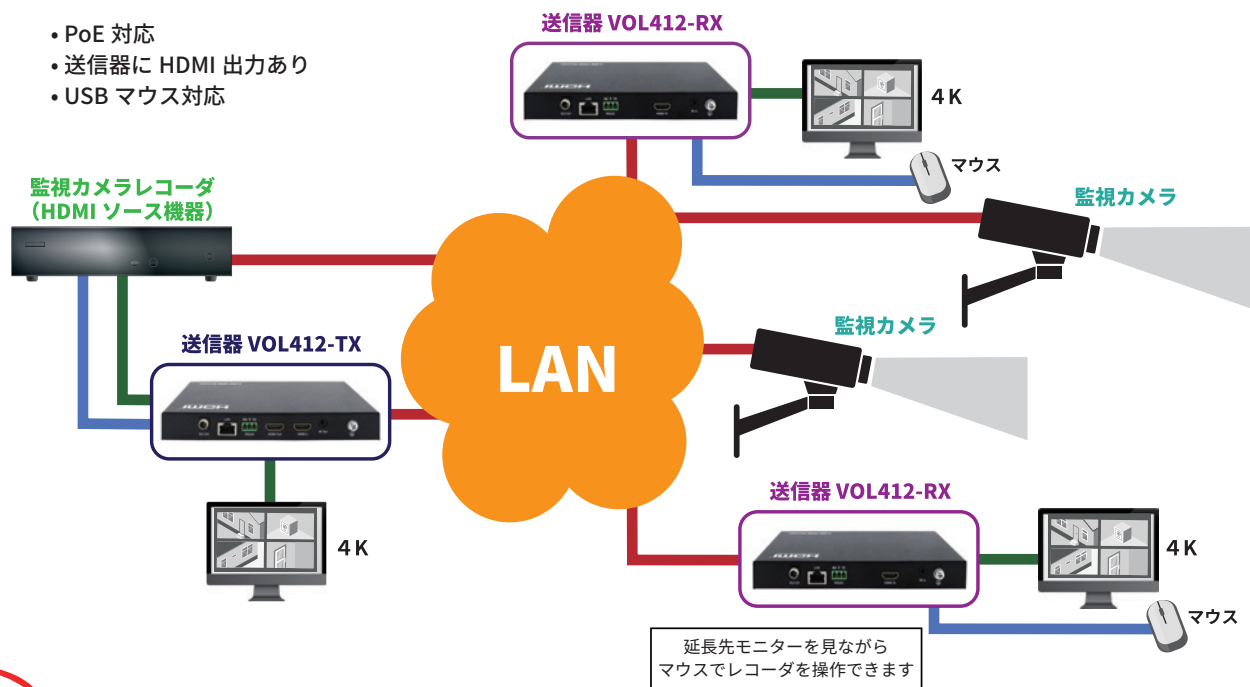 • PoE 対応
• 送信器に HDMI 出力あり
• USB マウス対応
送信器 VOL412-RX
4K
マウス
監視カメラレコーダ
（HDMI ソース機器）
監視カメラ
監視カメラ
送信器 VOL412-TX
LAN
4K
送信器 VOL412-RX
4K
マウス
延長先モニターを見ながら
マウスでレコーダを操作できます